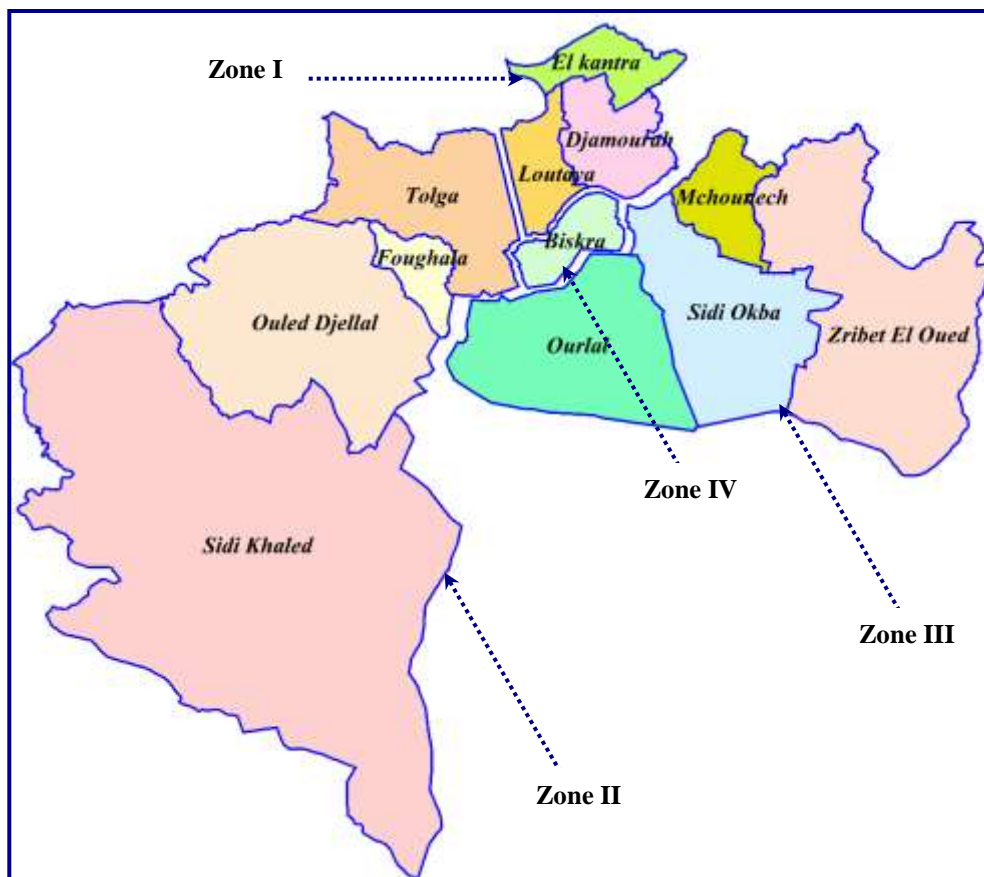 El kantra
Zone I
Djamourah
Loutaya
Mchounech
Tolga
Biskra
Foughala
Sidi Okba
Ouled Djellal
Zribet El Oued
Ourlal
Zone IV
Sidi Khaled
Zone III
Zone II